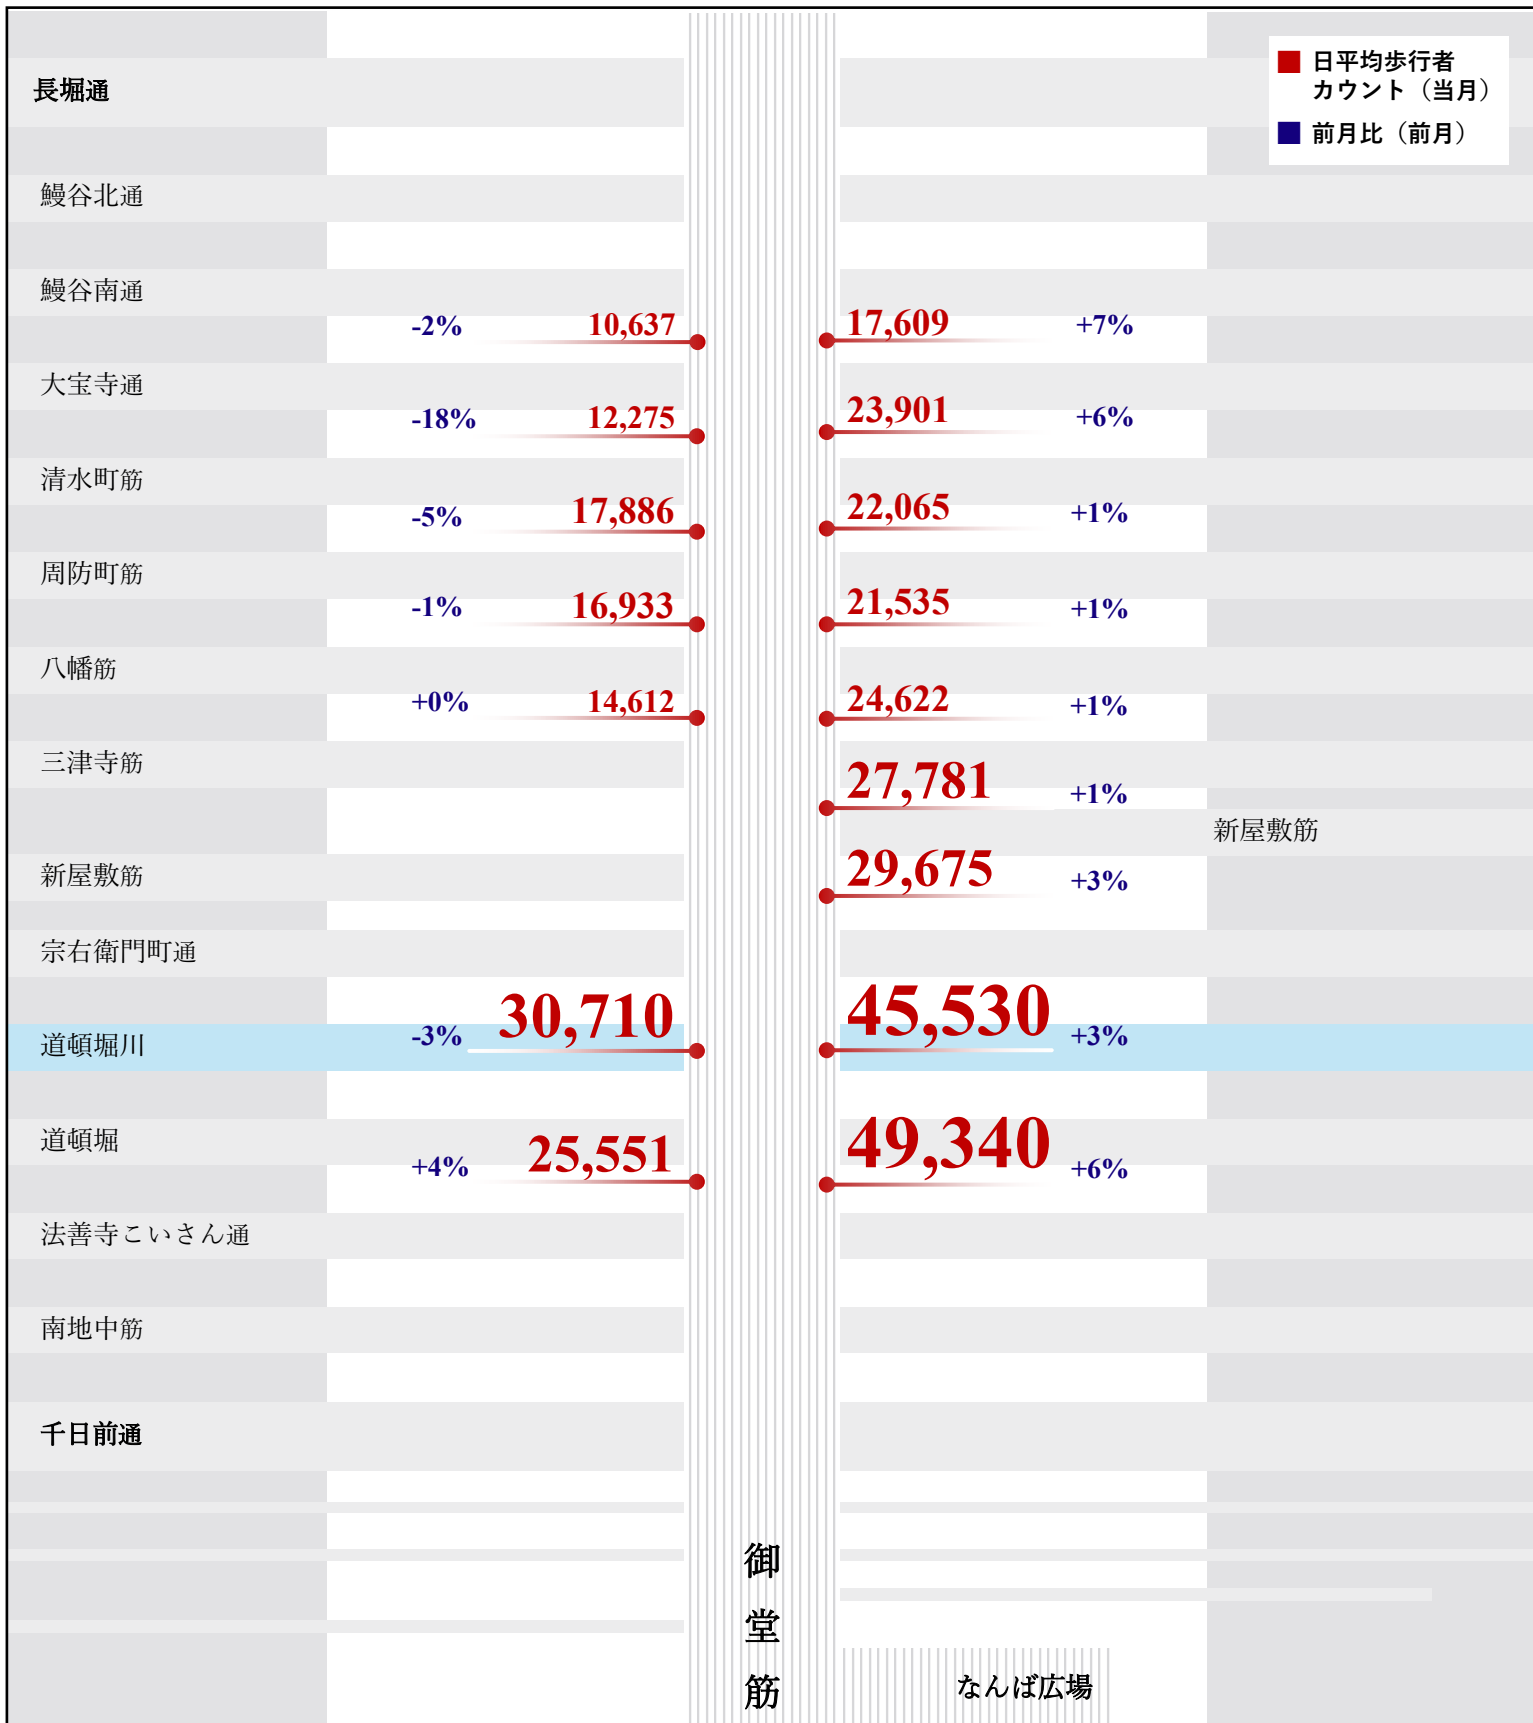 日平均歩行者
カウント（当月）
前月比（前月）
長堀通
鰻谷北通
鰻谷南通
-2% 10,637 17,609 +7%
大宝寺通
-18% 12,275 23,901 +6%
清水町筋
-5% 17,886 22,065 +1%
周防町筋
-1% 16,933 21,535 +1%
八幡筋
+0% 14,612 24,622 +1%
三津寺筋
27,781 +1%
新屋敷筋
新屋敷筋
29,675 +3%
宗右衛門町通
道頓堀川
-3% 30,710 45,530 +3%
道頓堀
+4% 25,551 49,340 +6%
法善寺こいさん通
南地中筋
千日前通
御堂筋
なんば広場